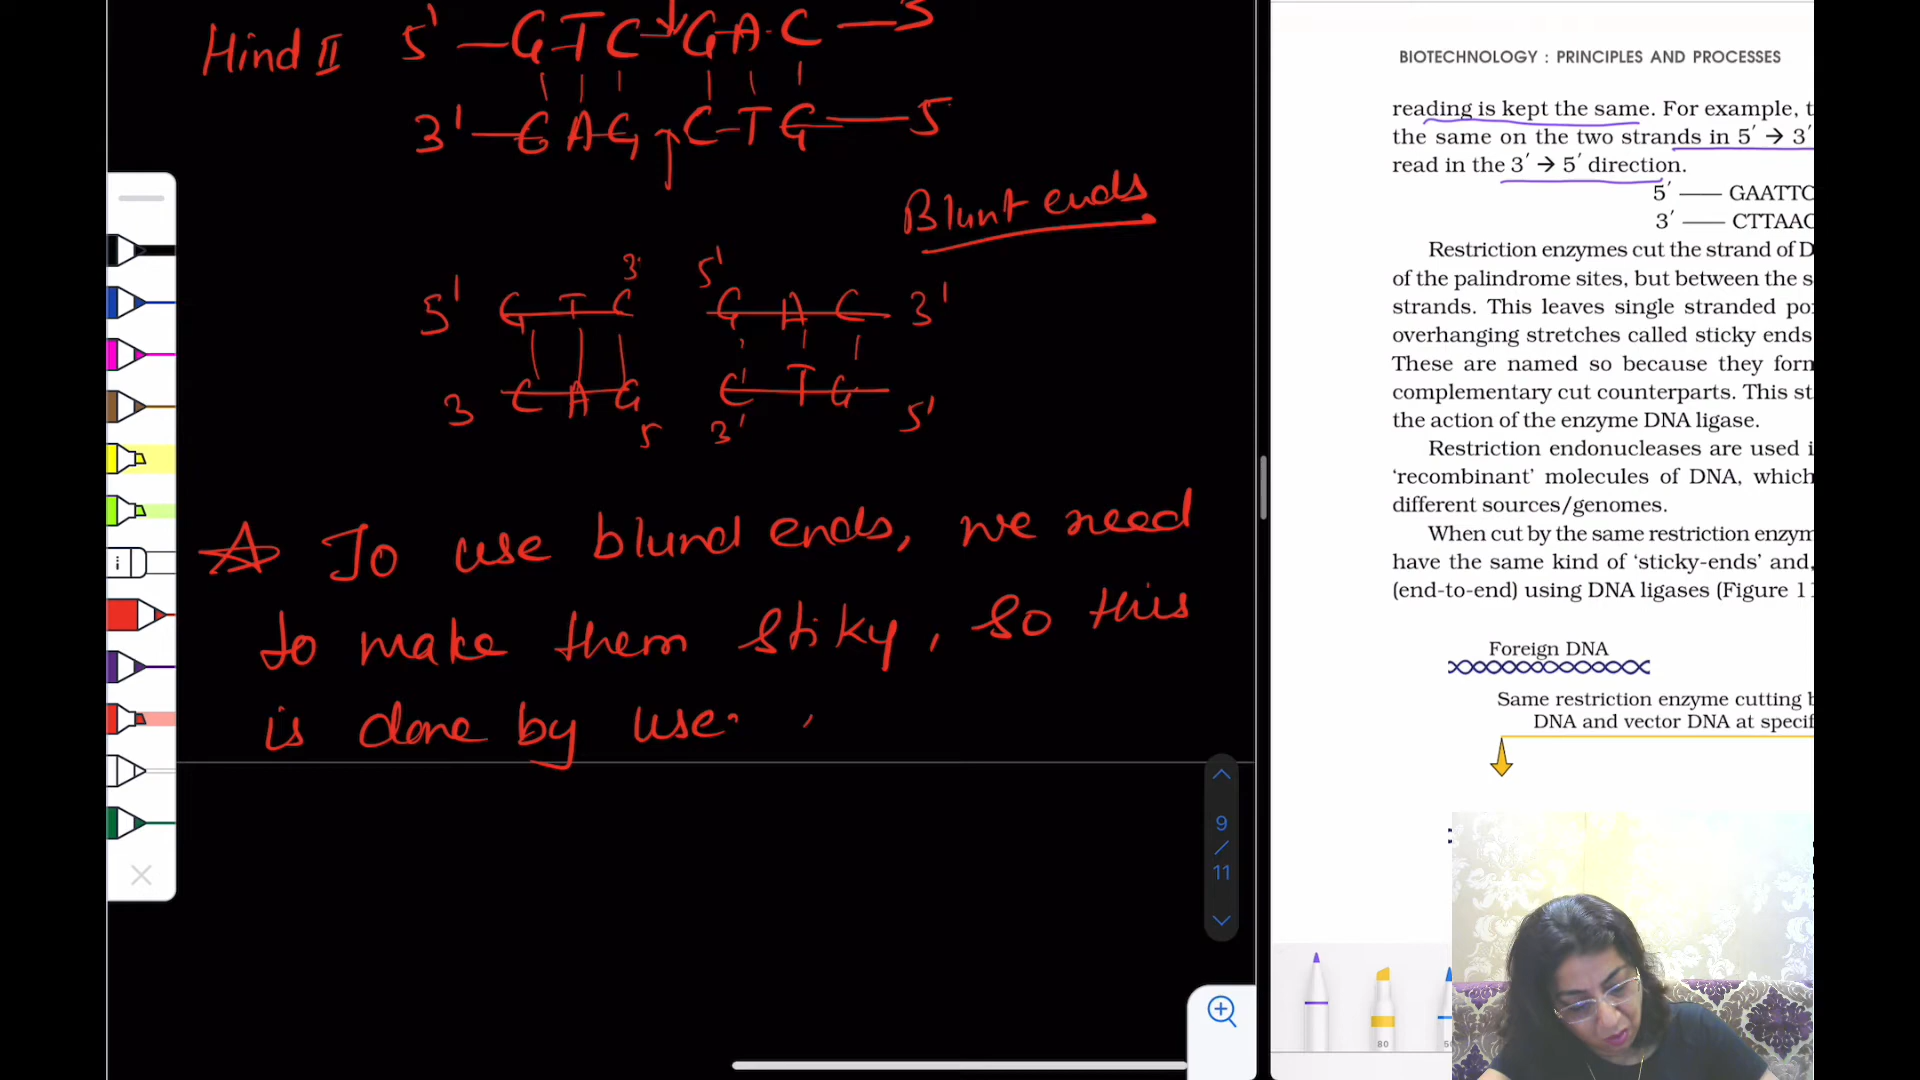 Hind II 5' — G T C G A C — 3
3' — G A G C T G — 5
Blunt ends
3 5'
5' G T C G A C 3'
3 C A G C T G 5'
5 3'
To use blund ends, we need
to make them stiky, so this
is done by use
i
9
/
11
BIOTECHNOLOGY : PRINCIPLES AND PROCESSES
reading is kept the same. For example, t
the same on the two strands in 5′ → 3′
read in the 3′ → 5′ direction.
5′ —— GAATTC
3′ —— CTTAAC
Restriction enzymes cut the strand of D
of the palindrome sites, but between the s
strands. This leaves single stranded po
overhanging stretches called sticky ends
These are named so because they form
complementary cut counterparts. This st
the action of the enzyme DNA ligase.
Restriction endonucleases are used i
‘recombinant’ molecules of DNA, which
different sources/genomes.
When cut by the same restriction enzym
have the same kind of ‘sticky-ends’ and,
(end-to-end) using DNA ligases (Figure 11
Foreign DNA
Same restriction enzyme cutting b
DNA and vector DNA at specif
80